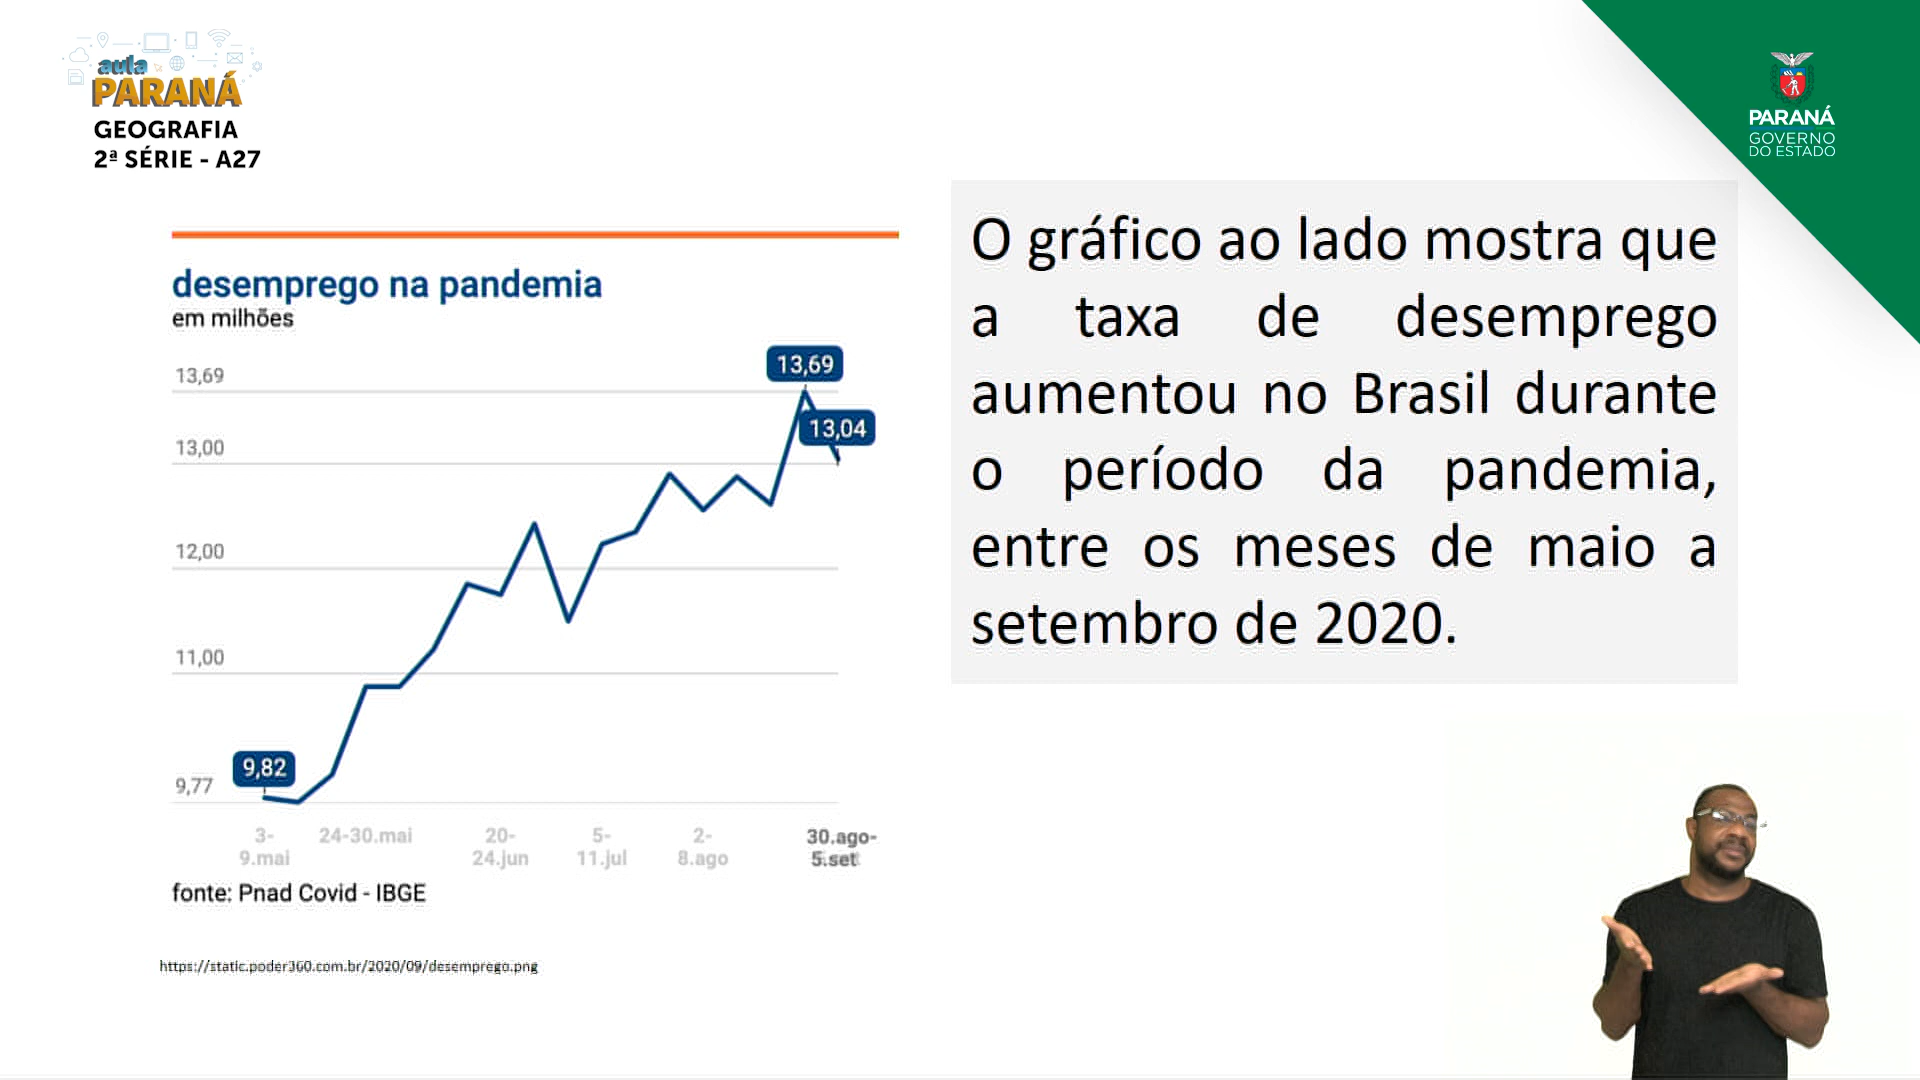 aula
PARANÁ
GEOGRAFIA
2ª SÉRIE - A27
PARANÁ
GOVERNO
DO ESTADO
desemprego na pandemia
em milhões
13,69
13,00
12,00
11,00
9,77
9,82
13,69
13,04
3-
9.mai
24-30.mai
20-
24.jun
5-
11.jul
2-
8.ago
30.ago-
5.set
fonte: Pnad Covid - IBGE
https://static.poder360.com.br/2020/09/desemprego.png
O gráfico ao lado mostra que
a taxa de desemprego
aumentou no Brasil durante
o período da pandemia,
entre os meses de maio a
setembro de 2020.